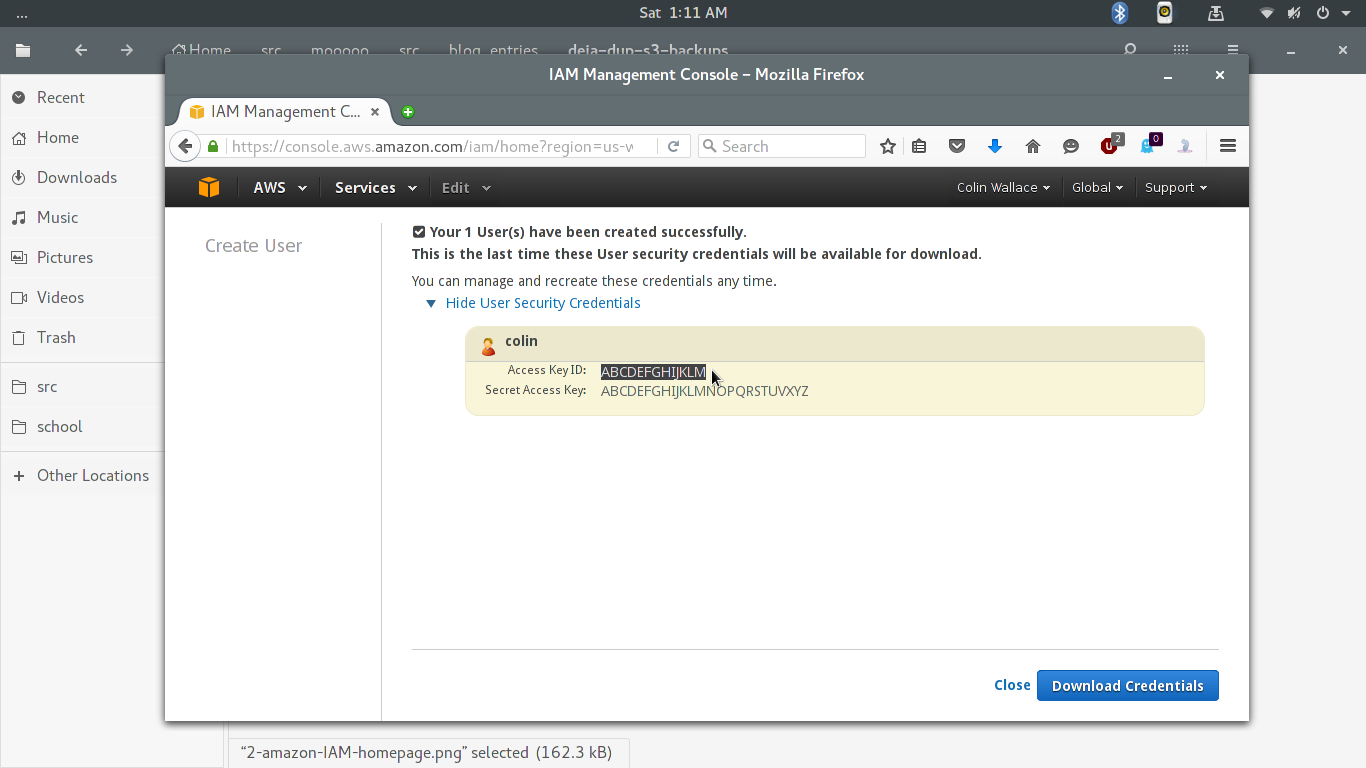 ...
Sat 1:11 AM
Home src mooooo src blog_entries deja-dup-s3-backups
Recent
Home
Downloads
Music
Pictures
Videos
Trash
src
school
+ Other Locations
IAM Management Console – Mozilla Firefox
IAM Management C...
https://console.aws.amazon.com/iam/home?region=us-w
Search
2
0
AWS Services Edit Colin Wallace Global Support
Create User
Your 1 User(s) have been created successfully.
This is the last time these User security credentials will be available for download.
You can manage and recreate these credentials any time.
Hide User Security Credentials
colin
Access Key ID: ABCDEFGHIJKLM
Secret Access Key: ABCDEFGHIJKLMNOPQRSTUVXYZ
Close Download Credentials
“2-amazon-IAM-homepage.png” selected (162.3 kB)